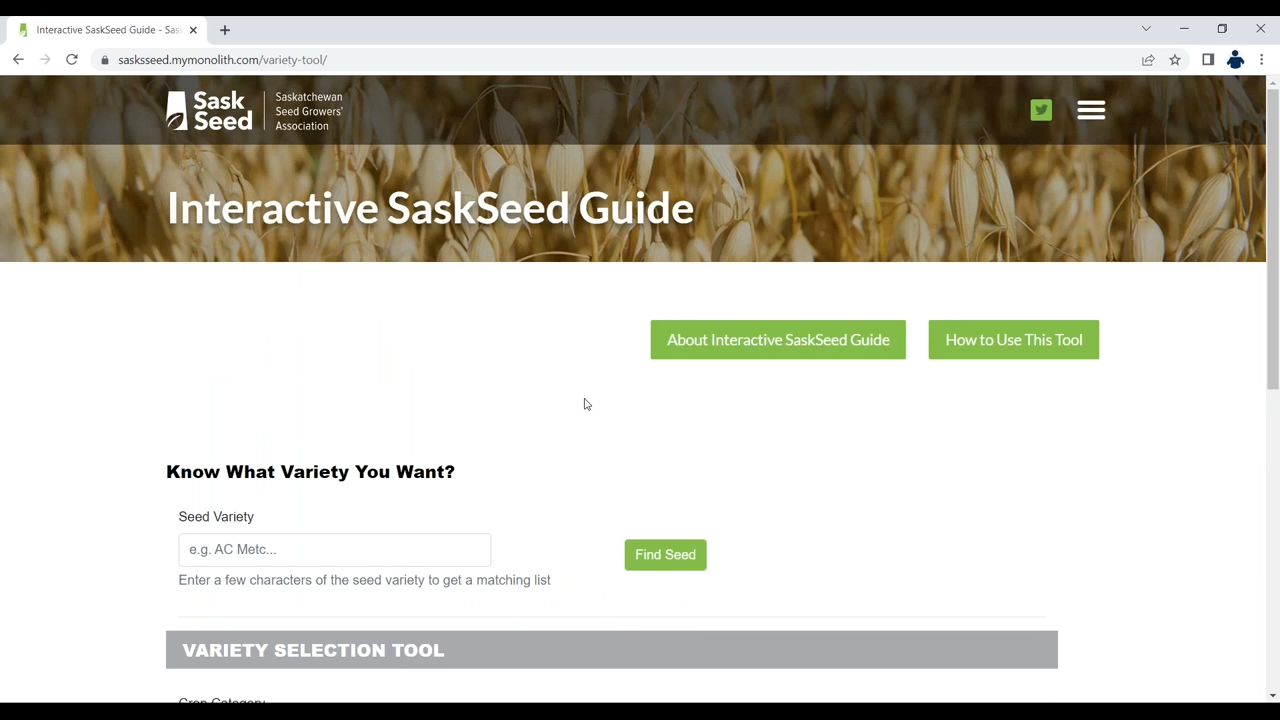 Interactive SaskSeed Guide - Sas
sasksseed.mymonolith.com/variety-tool/
Sask
Seed
Saskatchewan
Seed Growers'
Association
Interactive SaskSeed Guide
About Interactive SaskSeed Guide
How to Use This Tool
Know What Variety You Want?
Seed Variety
e.g. AC Metc...
Find Seed
Enter a few characters of the seed variety to get a matching list
VARIETY SELECTION TOOL
Crop Category